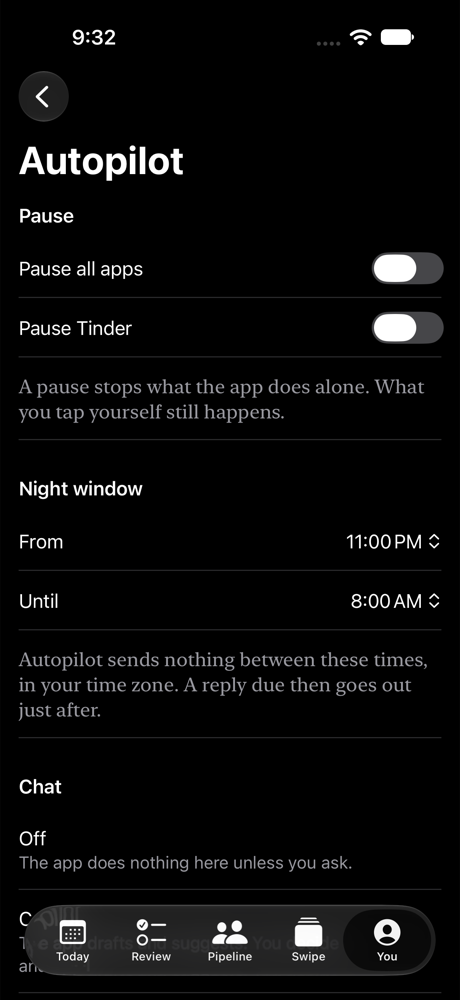 9:32
Autopilot
Pause
Pause all apps
Pause Tinder
A pause stops what the app does alone. What
you tap yourself still happens.
Night window
From
11:00 PM
Until
8:00 AM
Autopilot sends nothing between these times,
in your time zone. A reply due then goes out
just after.
Chat
Off
The app does nothing here unless you ask.
app drafts and
Today
Review
Pipeline
Swipe
You